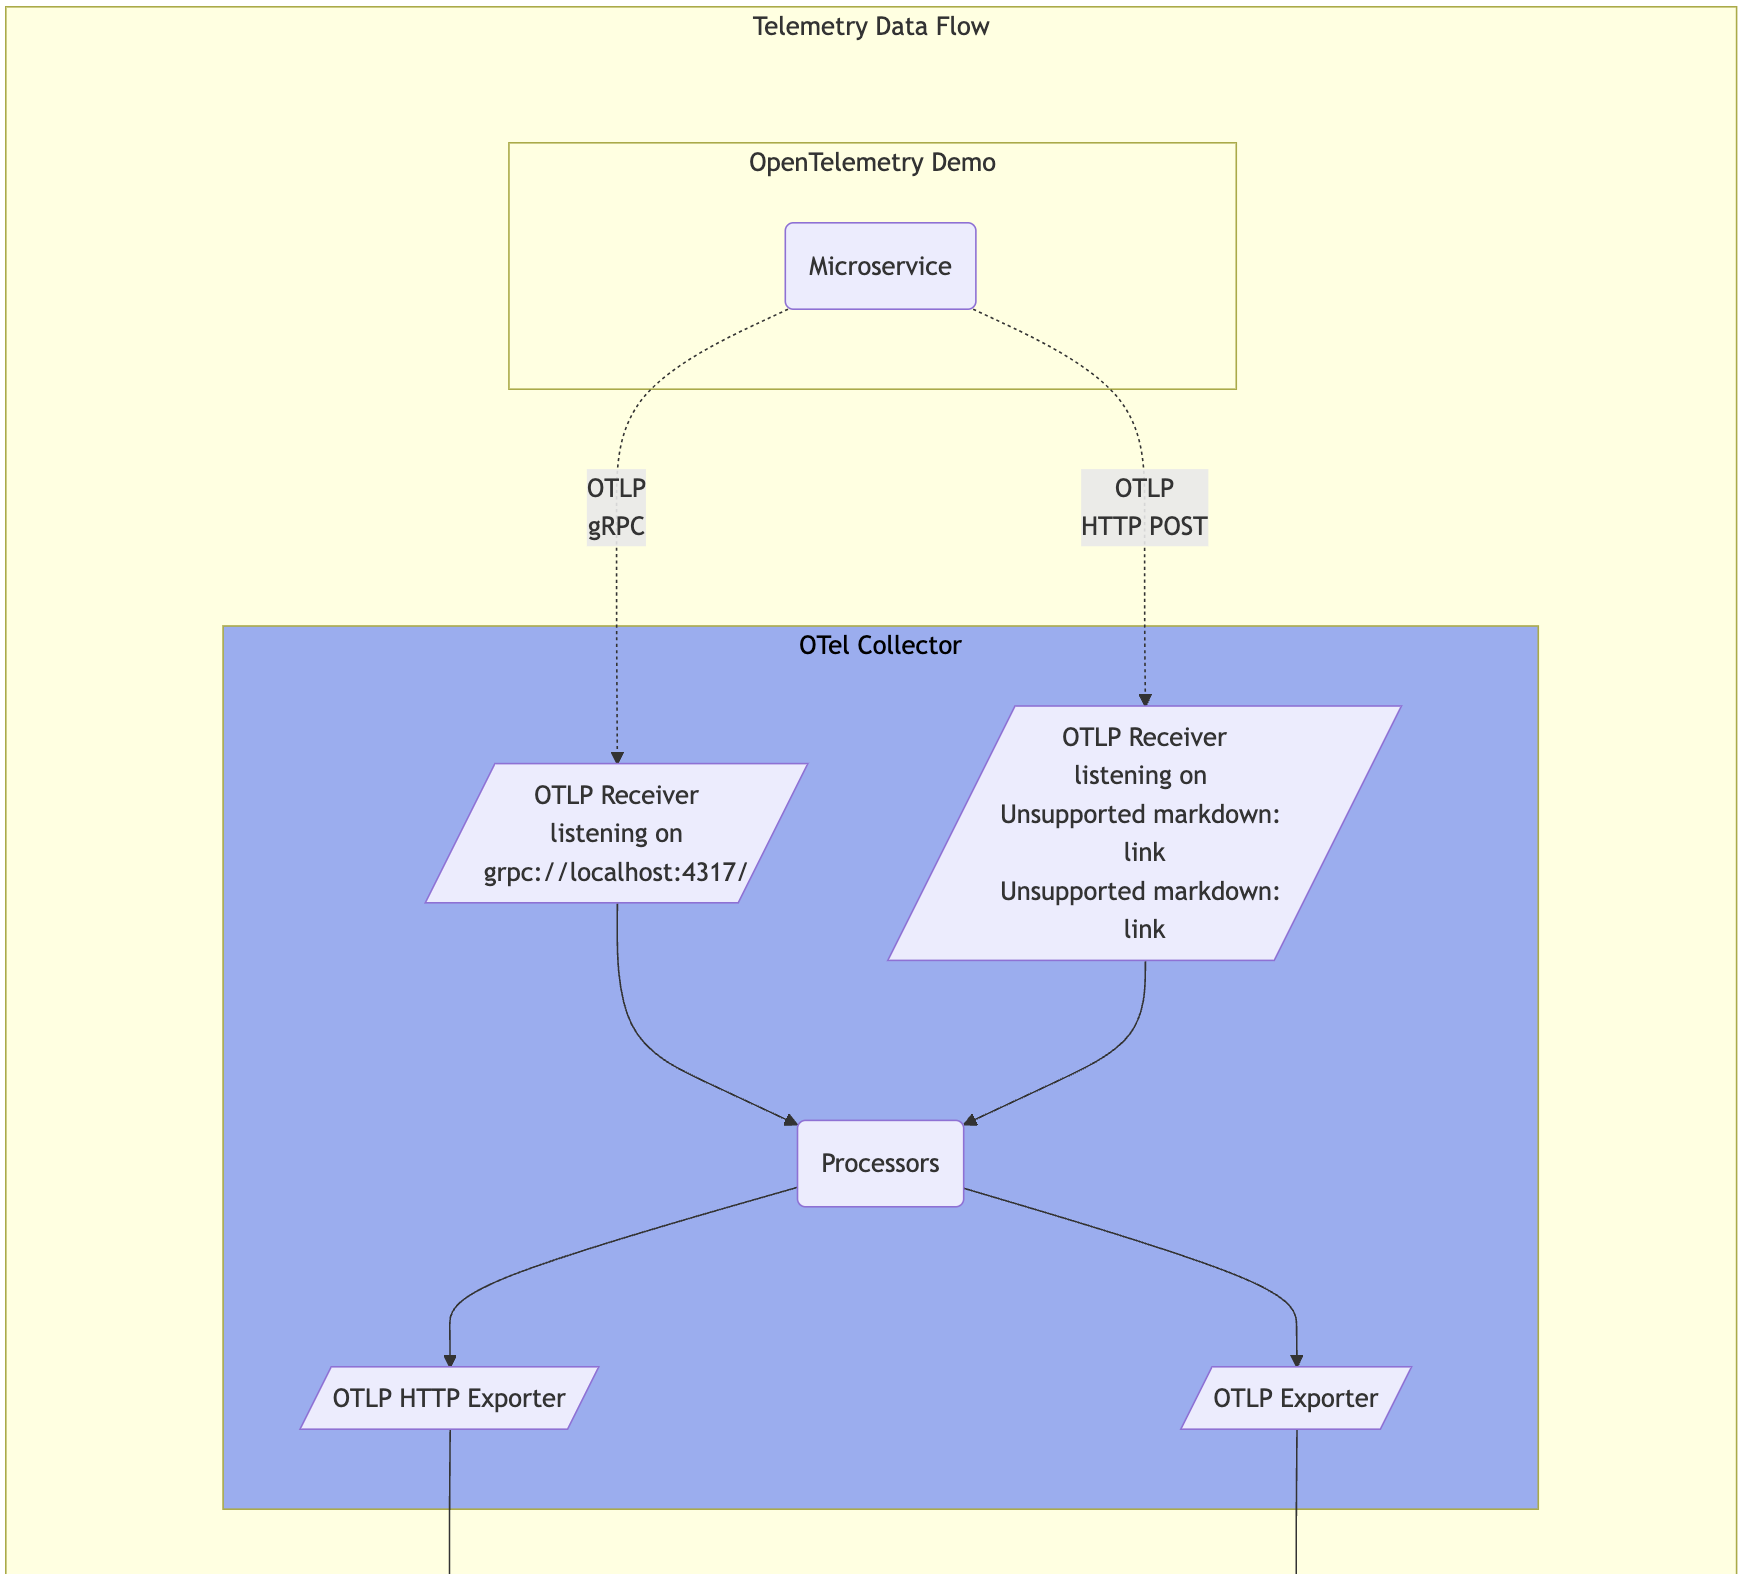 Telemetry Data Flow
OpenTelemetry Demo
Microservice
OTLP
gRPC
OTLP
HTTP POST
OTel Collector
OTLP Receiver
listening on
grpc://localhost:4317/
OTLP Receiver
listening on
Unsupported markdown:
link
Unsupported markdown:
link
Processors
OTLP HTTP Exporter
OTLP Exporter